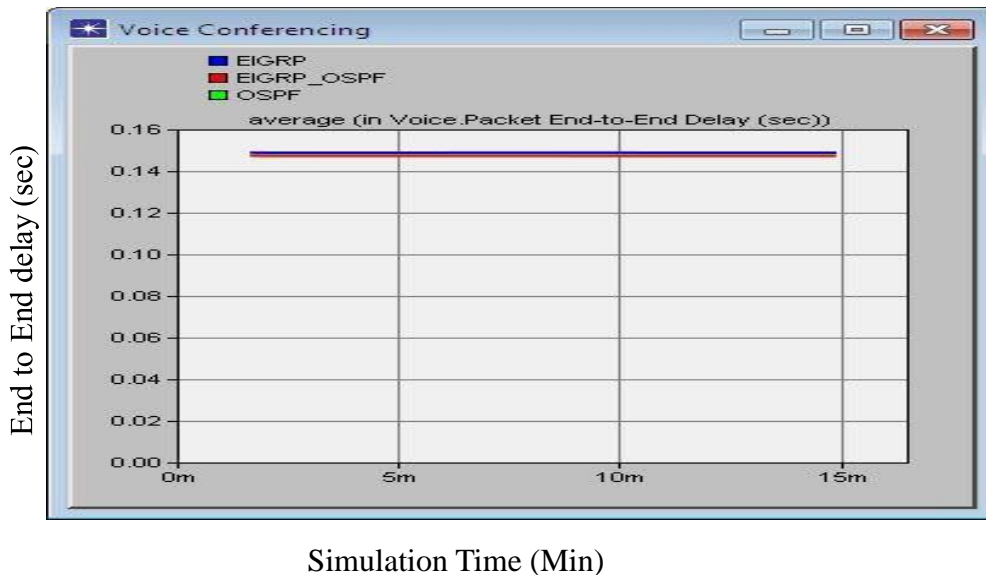 Voice Conferencing
EIGRP
EIGRP_OSPF
OSPF
average (in Voice.Packet End-to-End Delay (sec))
0.16
0.14
0.12
0.10
0.08
0.06
0.04
0.02
0.00
0m
5m
10m
15m
End to End delay (sec)
Simulation Time (Min)